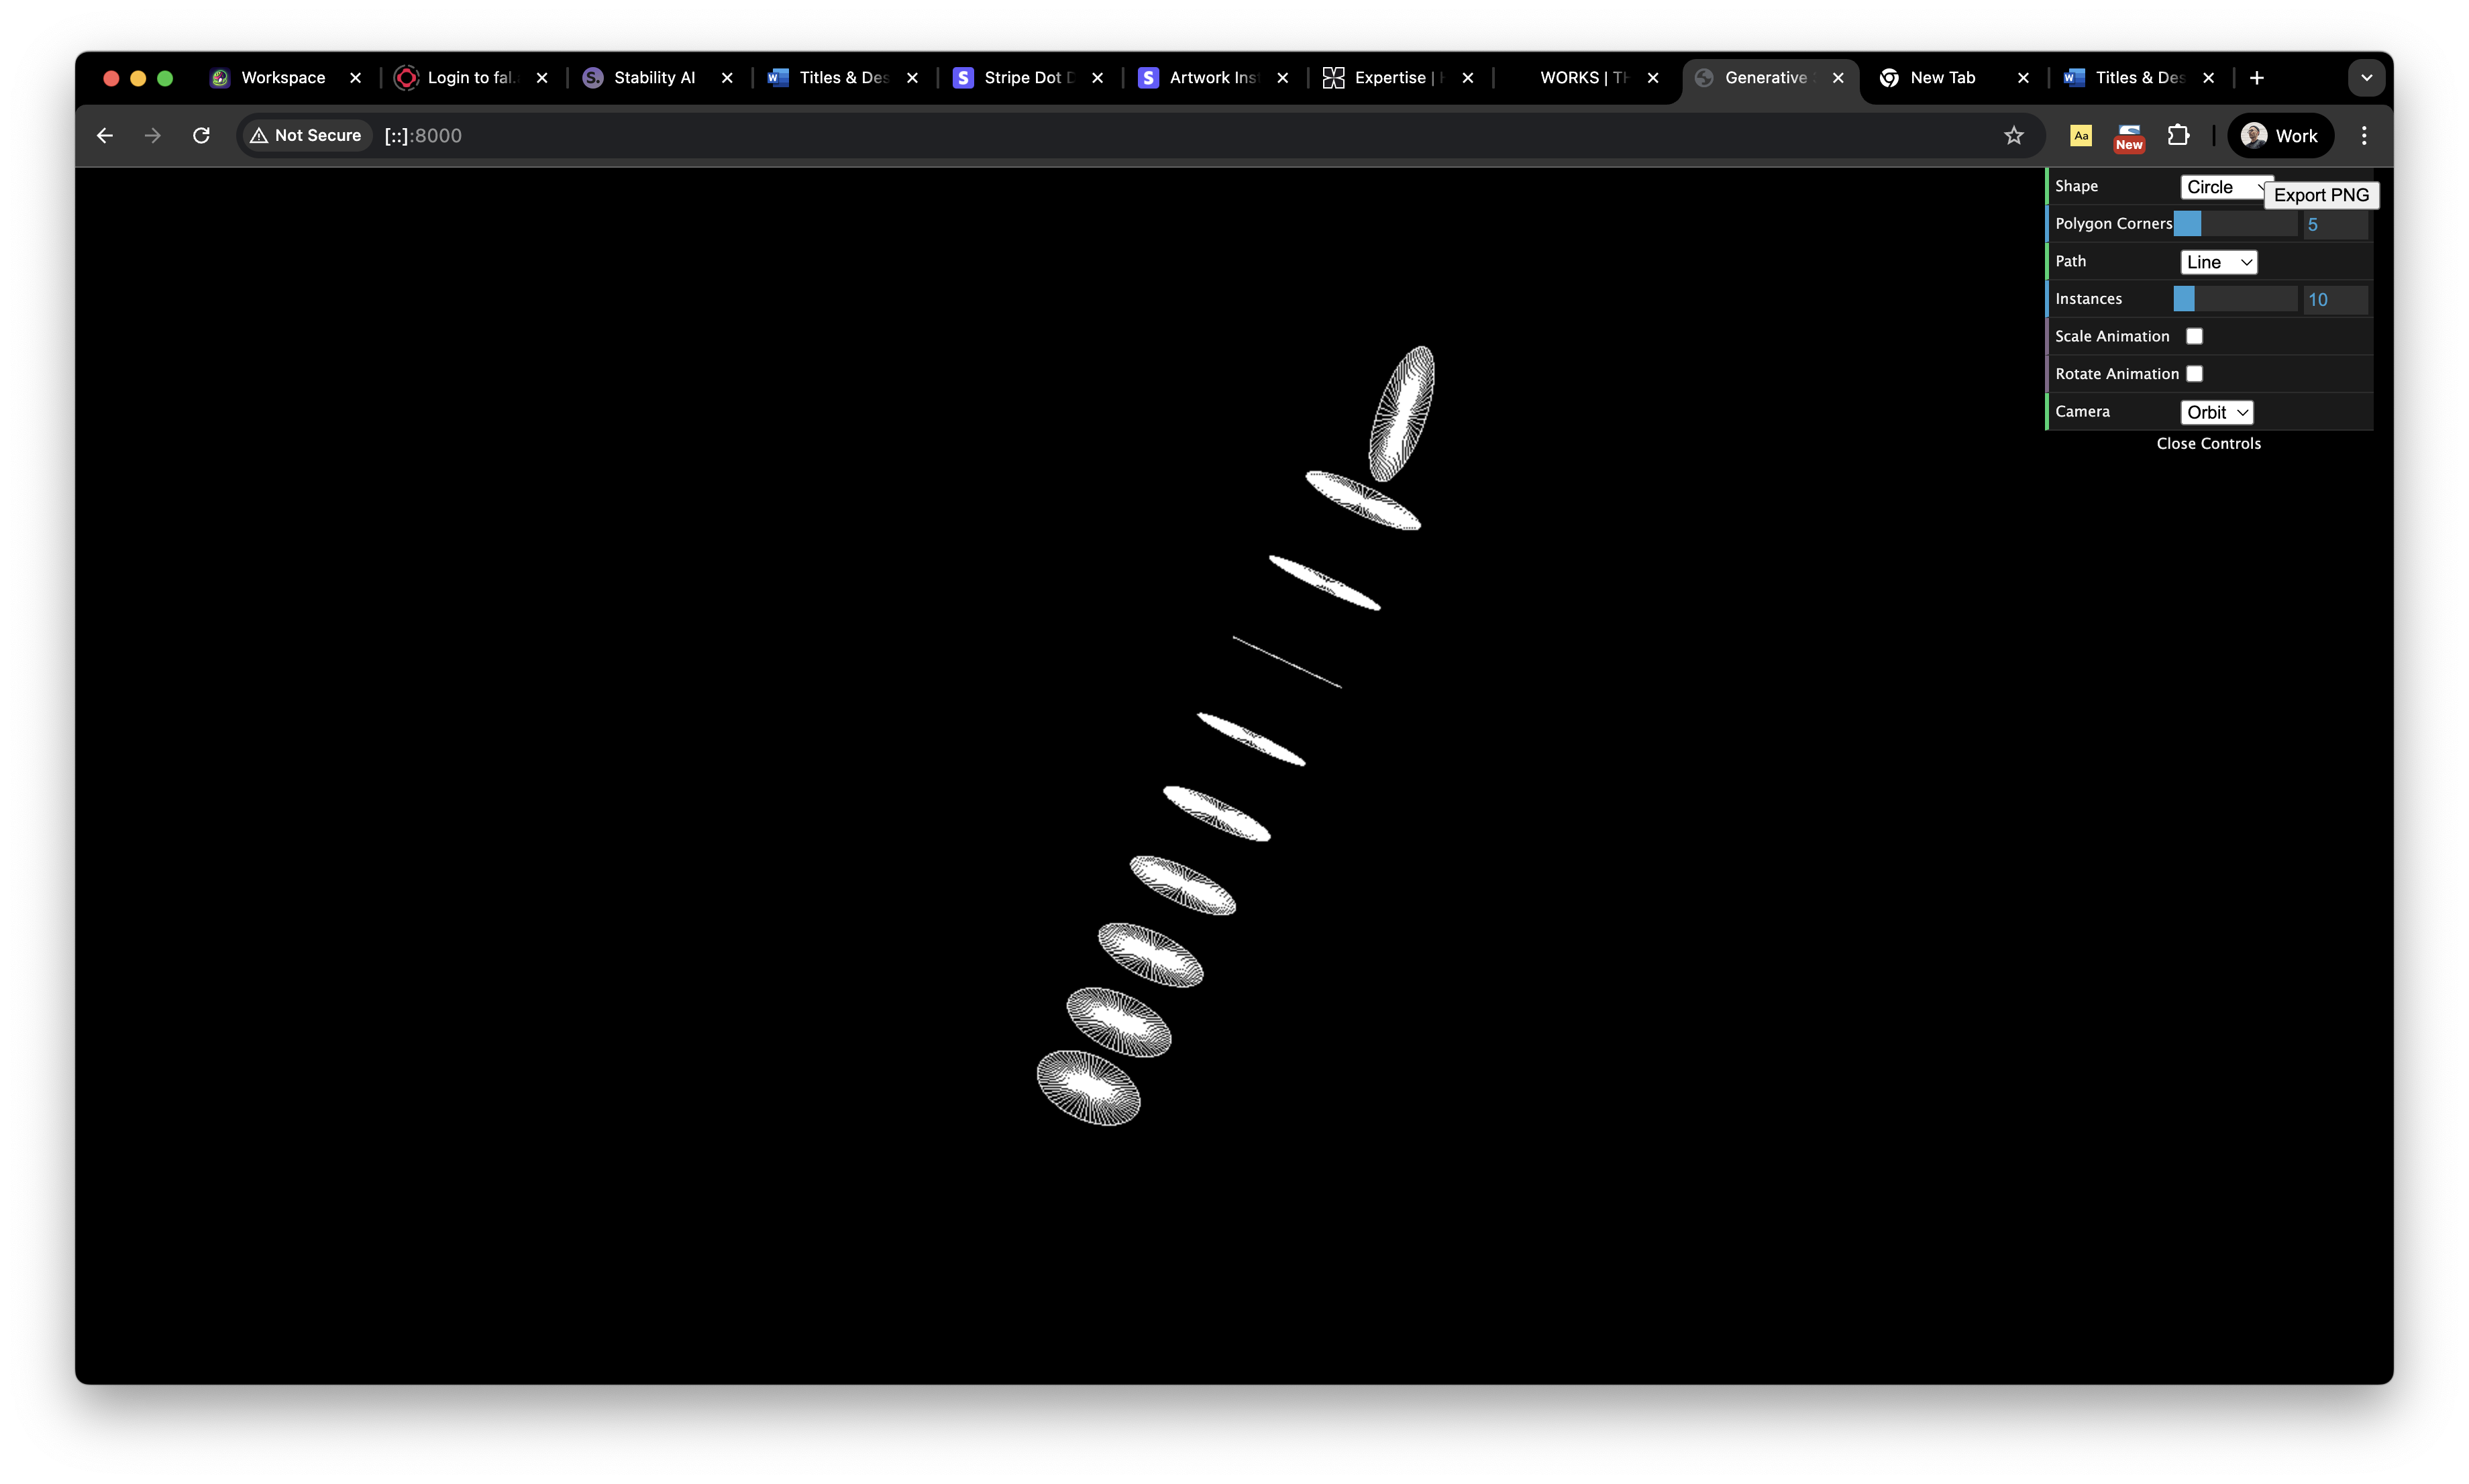 Workspace
Login to fal.
S. Stability AI
W Titles & Des
S Stripe Dot D
S Artwork Ins
Expertise |
WORKS | TH
Generative
New Tab
W Titles & Des
Not Secure [::]:8000
Aa
New
Work
Shape Circle
Export PNG
Polygon Corners 5
Path Line
Instances 10
Scale Animation
Rotate Animation
Camera Orbit
Close Controls